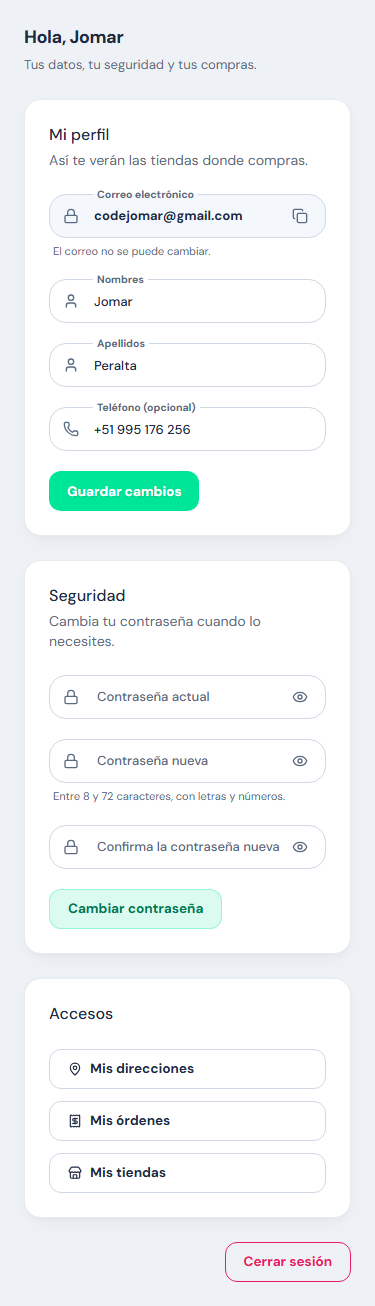 Hola, Jomar
Tus datos, tu seguridad y tus compras.
Mi perfil
Así te verán las tiendas donde compras.
Correo electrónico
codejomar@gmail.com
El correo no se puede cambiar.
Nombres
Jomar
Apellidos
Peralta
Teléfono (opcional)
+51 995 176 256
Guardar cambios
Seguridad
Cambia tu contraseña cuando lo
necesites.
Contraseña actual
Contraseña nueva
Entre 8 y 72 caracteres, con letras y números.
Confirma la contraseña nueva
Cambiar contraseña
Accesos
Mis direcciones
Mis órdenes
Mis tiendas
Cerrar sesión